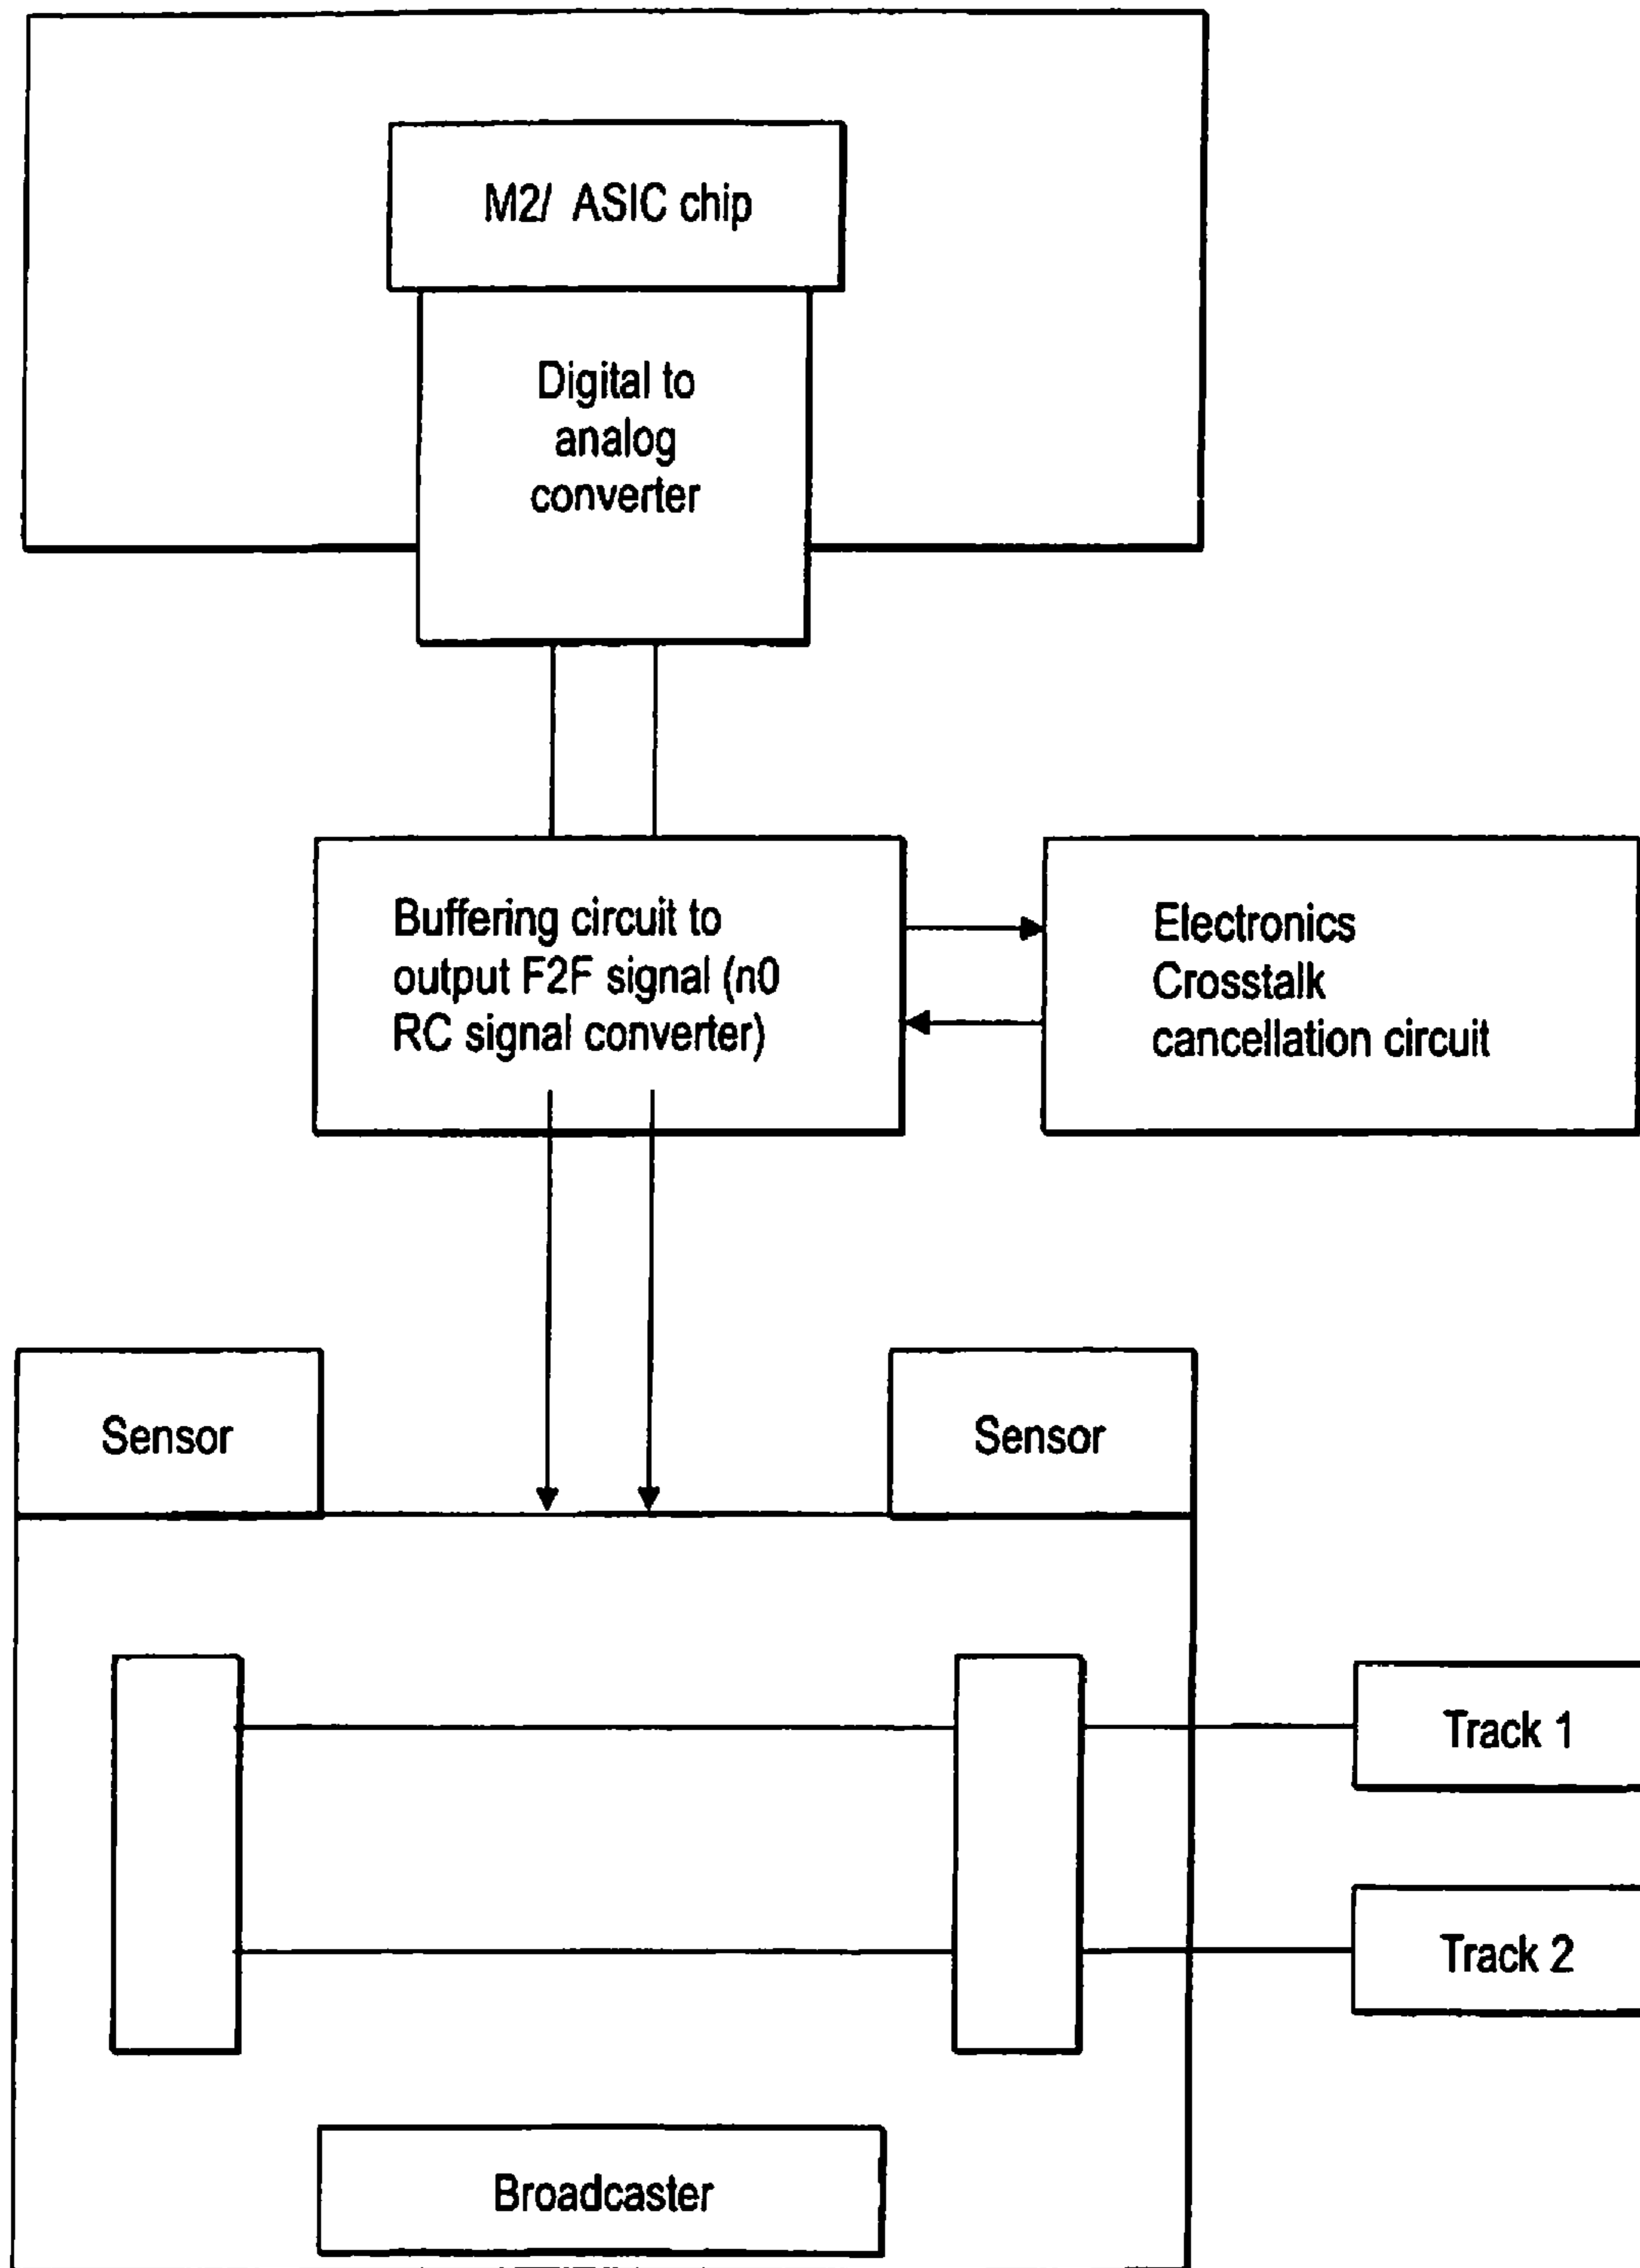 M2/ ASIC chip
Digital to
analog
converter
Buffering circuit to
output F2F signal (n0
RC signal converter)
Electronics
Crosstalk
cancellation circuit
Sensor
Sensor
Track 1
Track 2
Broadcaster